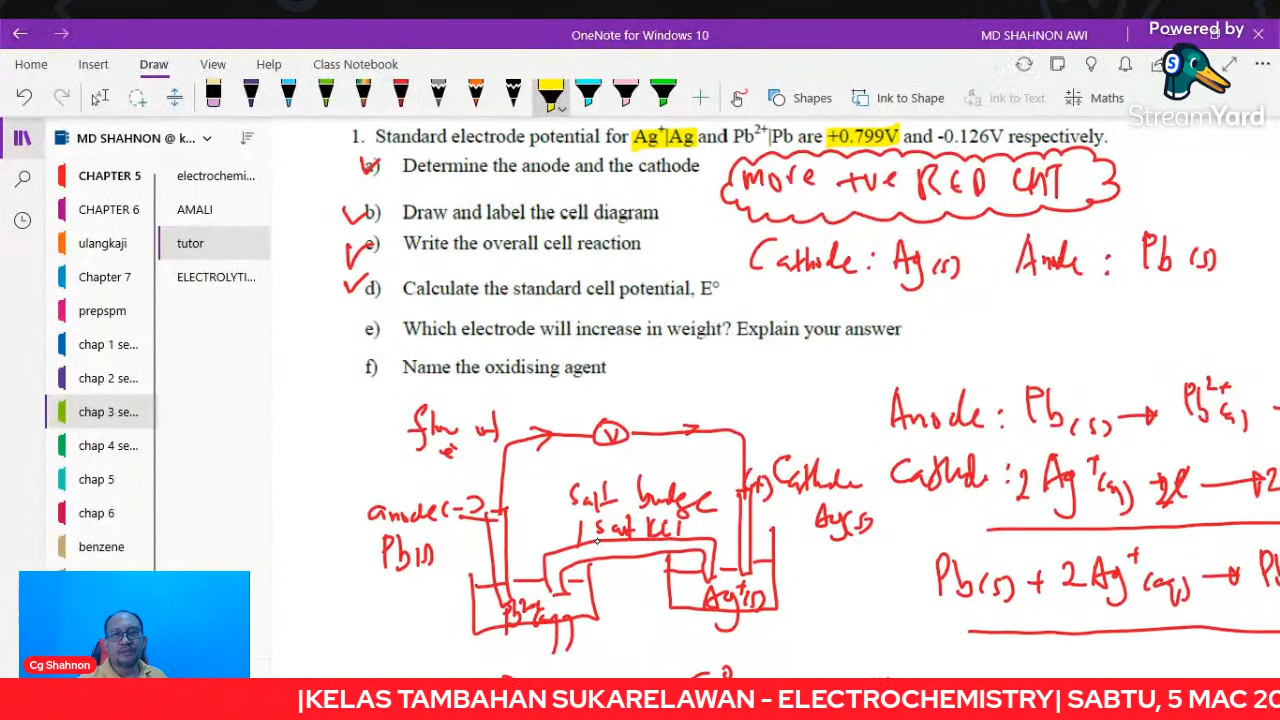 OneNote for Windows 10
MD SHAHNON AWI
Powered by
StreamYard
Home
Insert
Draw
View
Help
Class Notebook
Shapes
Ink to Shape
Ink to Text
Maths
MD SHAHNON @ k...
CHAPTER 5
CHAPTER 6
ulangkaji
Chapter 7
prepspm
chap 1 se...
chap 2 se...
chap 3 se...
chap 4 se...
chap 5
chap 6
benzene
electrochemi...
AMALI
tutor
ELECTROLYTI...
1. Standard electrode potential for Ag⁺|Ag and Pb²⁺|Pb are +0.799V and -0.126V respectively.
a) Determine the anode and the cathode
b) Draw and label the cell diagram
c) Write the overall cell reaction
d) Calculate the standard cell potential, E°
e) Which electrode will increase in weight? Explain your answer
f) Name the oxidising agent
more +ve RED CAT
Cathode: Ag(s) Anode: Pb(s)
Anode: Pb(s) → Pb²⁺(aq)
Cathode: 2Ag⁺(aq) 2e → 2
Pb(s) + 2Ag⁺(aq) → Pb
flow of e⁻
V
anode (-)
Pb(s)
Salt bridge
sat KCl
(+) Cathode
Ag(s)
Pb²⁺(aq)
Ag⁺(s)
Cg Shahnon
|KELAS TAMBAHAN SUKARELAWAN - ELECTROCHEMISTRY| SABTU, 5 MAC 20